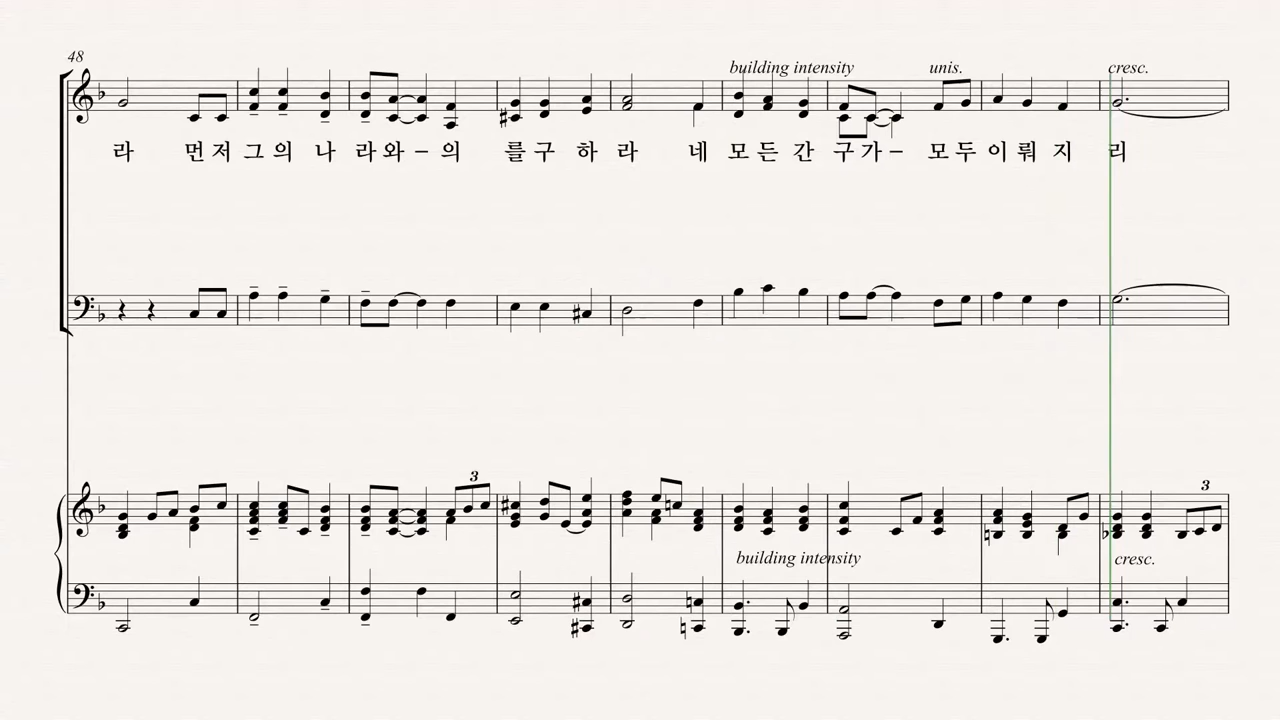 48
building intensity unis. cresc.
라 먼저 그의 나 라와– 의 를구 하 라 네 모든 간 구가– 모두 이 뤄 지 리
3 3
building intensity cresc.